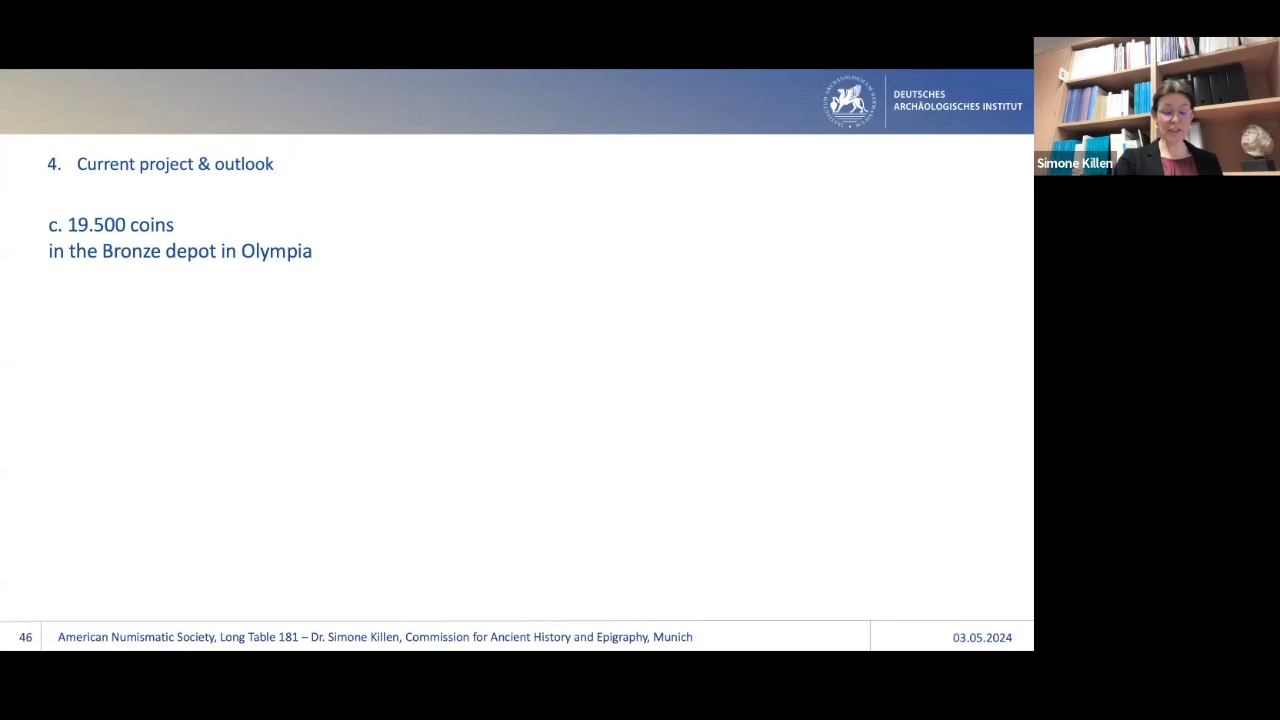 DEUTSCHES
ARCHÄOLOGISCHES INSTITUT
Simone Killen
4. Current project & outlook
c. 19.500 coins
in the Bronze depot in Olympia
46 American Numismatic Society, Long Table 181 – Dr. Simone Killen, Commission for Ancient History and Epigraphy, Munich 03.05.2024